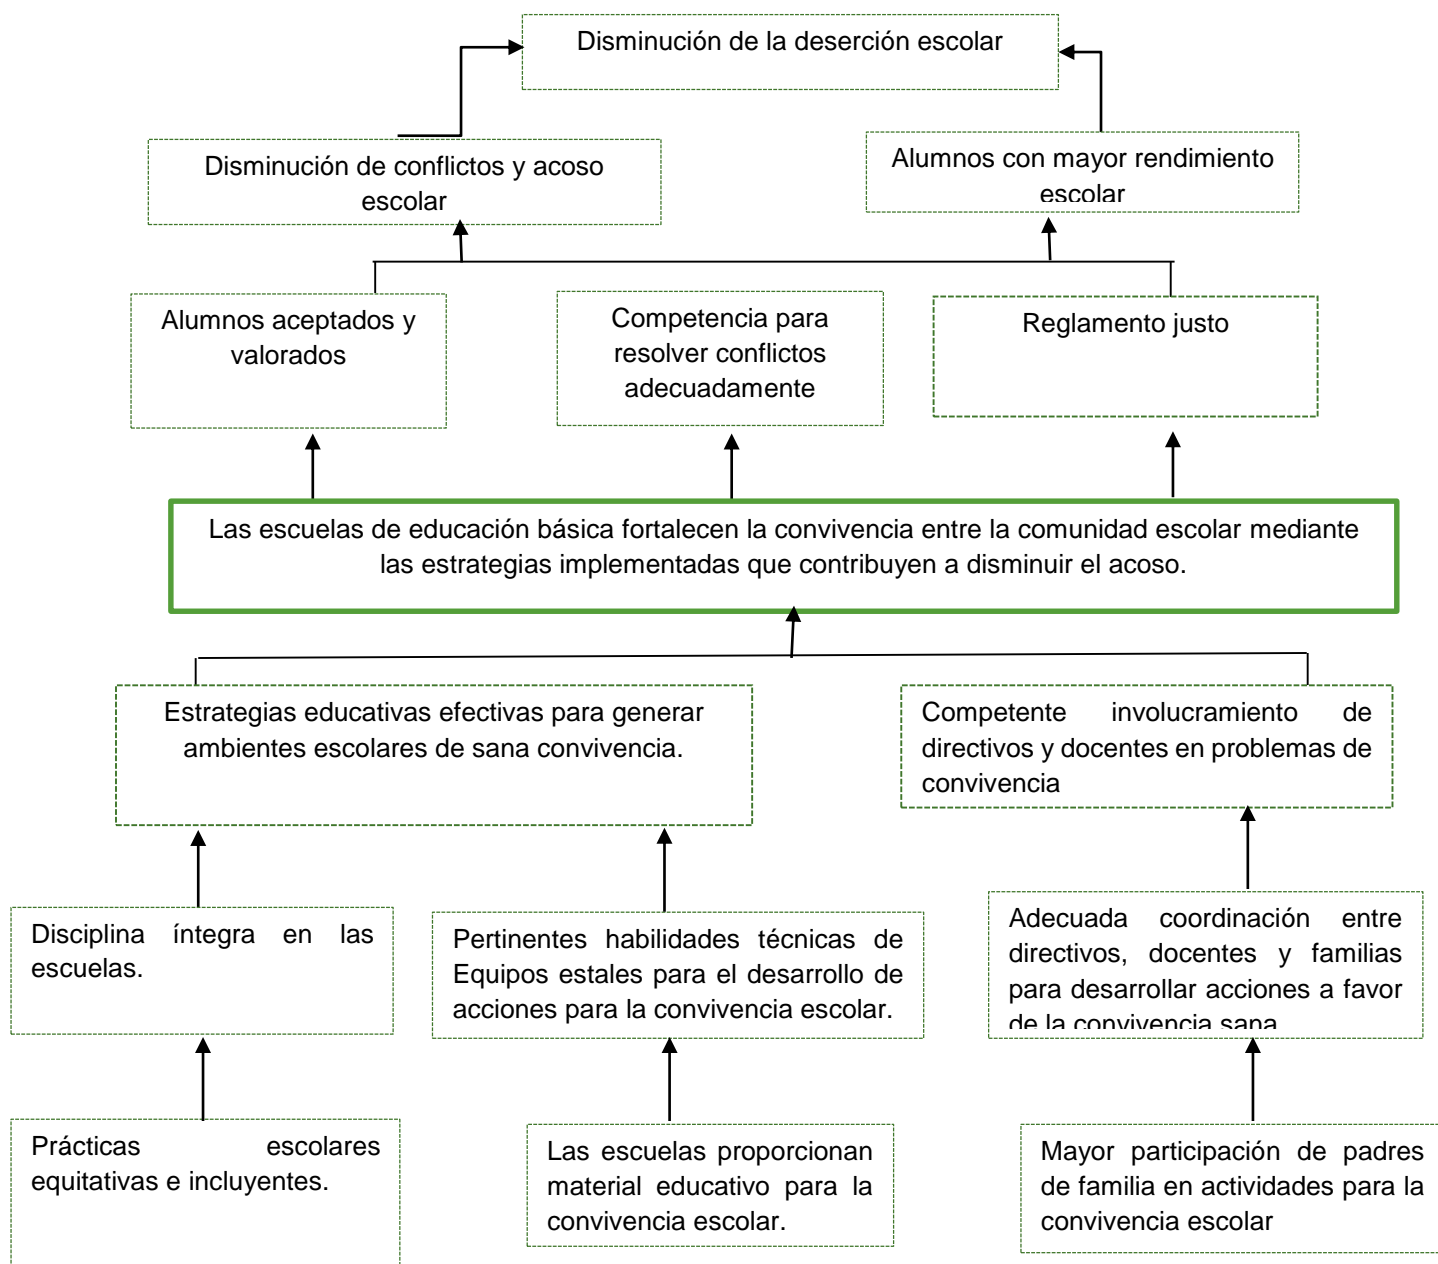 Disminución de la deserción escolar
Disminución de conflictos y acoso
escolar
Alumnos con mayor rendimiento
escolar
Alumnos aceptados y
valorados
Competencia para
resolver conflictos
adecuadamente
Reglamento justo
Las escuelas de educación básica fortalecen la convivencia entre la comunidad escolar mediante
las estrategias implementadas que contribuyen a disminuir el acoso.
Estrategias educativas efectivas para generar
ambientes escolares de sana convivencia.
Competente involucramiento de
directivos y docentes en problemas de
convivencia
Disciplina íntegra en las
escuelas.
Pertinentes habilidades técnicas de
Equipos estales para el desarrollo de
acciones para la convivencia escolar.
Adecuada coordinación entre
directivos, docentes y familias
para desarrollar acciones a favor
de la convivencia sana
Prácticas escolares
equitativas e incluyentes.
Las escuelas proporcionan
material educativo para la
convivencia escolar.
Mayor participación de padres
de familia en actividades para la
convivencia escolar